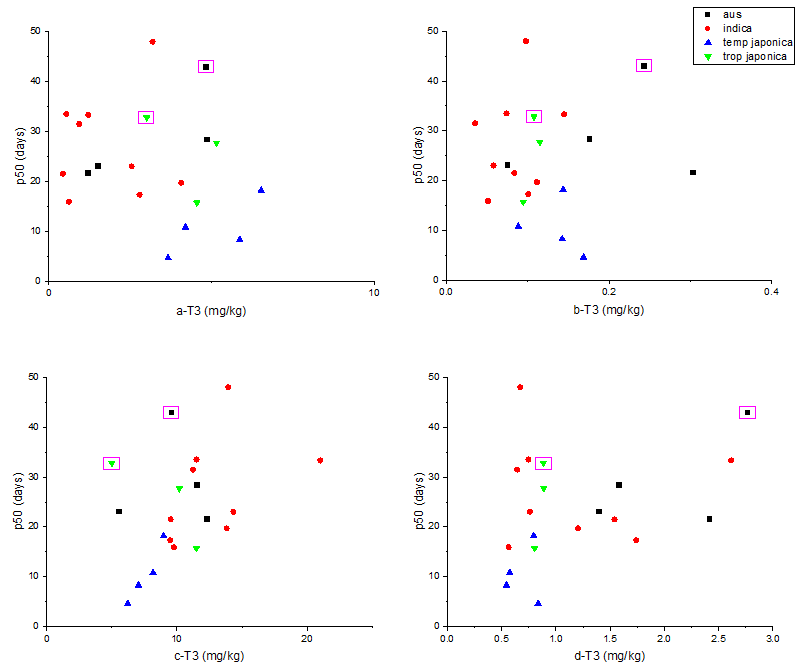 aus
indica
temp japonica
trop japonica
50
40
30
20
10
0
p50 (days)
0 10
a-T3 (mg/kg)
50
40
30
20
10
0
p50 (days)
0.0 0.2 0.4
b-T3 (mg/kg)
50
40
30
20
10
0
p50 (days)
0 10 20
c-T3 (mg/kg)
50
40
30
20
10
0
p50 (days)
0.0 0.5 1.0 1.5 2.0 2.5 3.0
d-T3 (mg/kg)